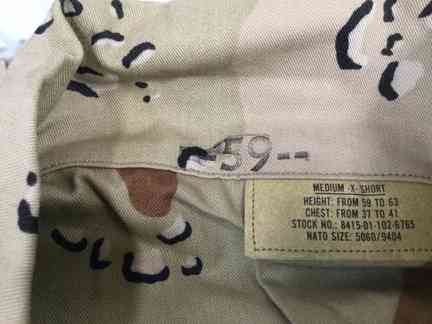 -59--
MEDIUM -X-SHORT
HEIGHT: FROM 59 TO 63
CHEST: FROM 37 TO 41
STOCK NO.: 8415-01-102-6765
NATO SIZE: 5060/9404